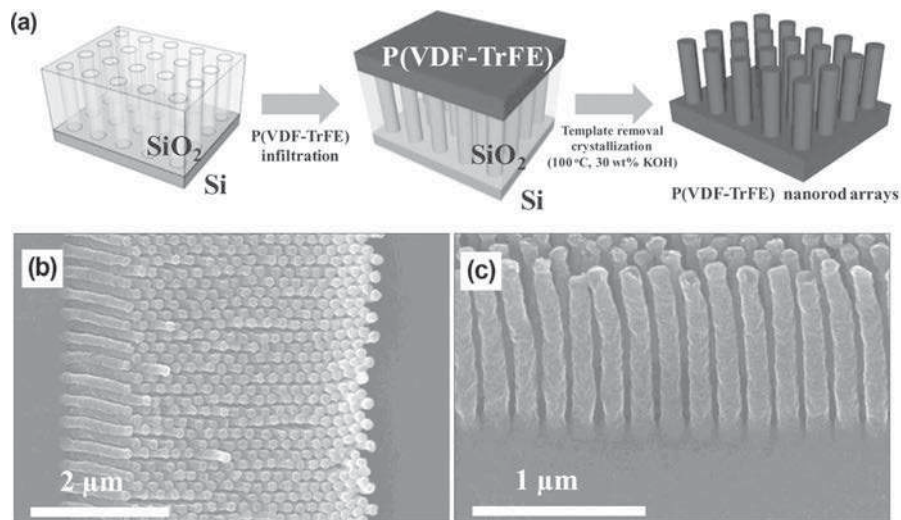 (a)
SiO₂
Si
P(VDF-TrFE)
infiltration
P(VDF-TrFE)
SiO₂
Si
Template removal
crystallization
(100 °C, 30 wt% KOH)
P(VDF-TrFE) nanorod arrays
(b)
2 μm
(c)
1 μm